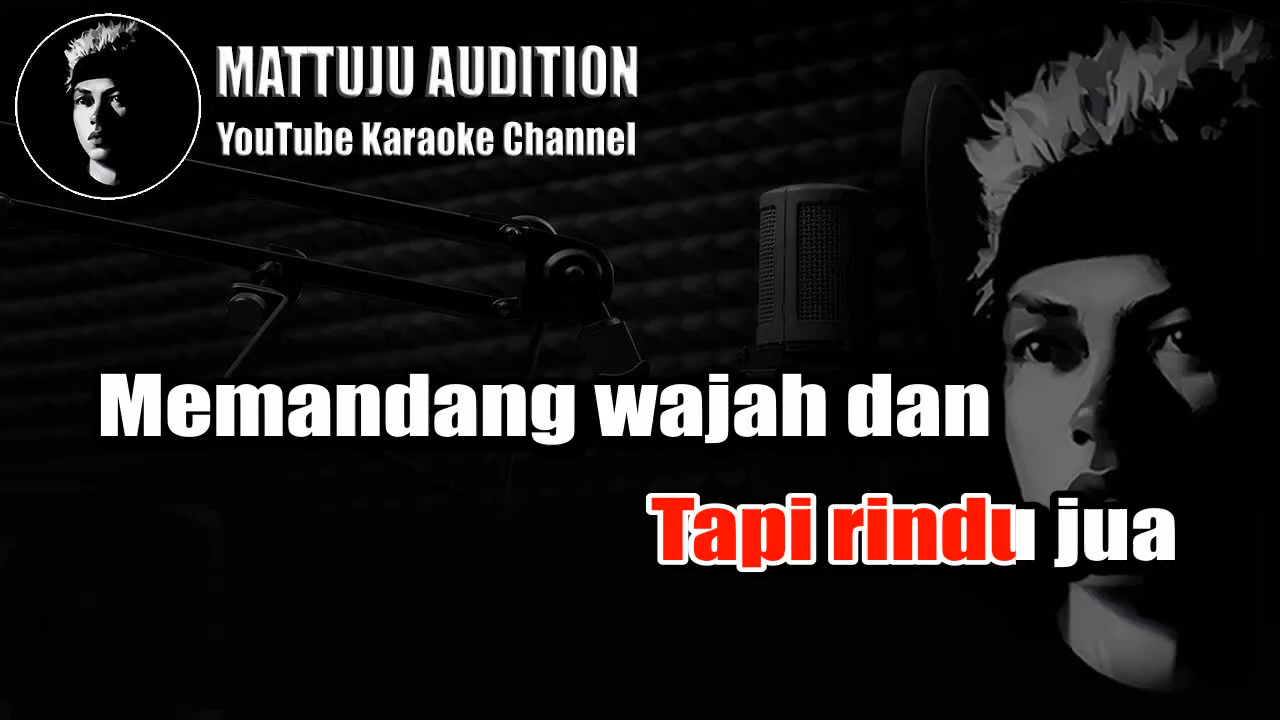 MATTUJU AUDITION
YouTube Karaoke Channel
Memandang wajah dan
Tapi rindu jua